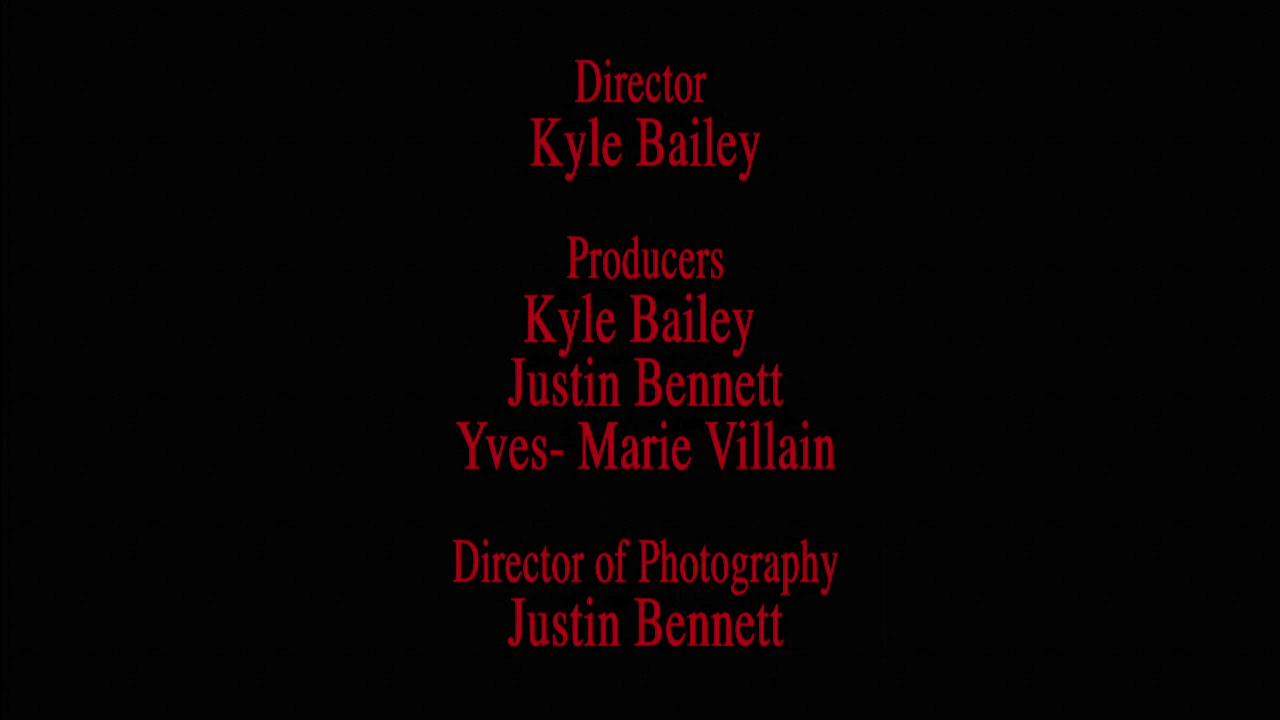 Director
Kyle Bailey
Producers
Kyle Bailey
Justin Bennett
Yves- Marie Villain
Director of Photography
Justin Bennett